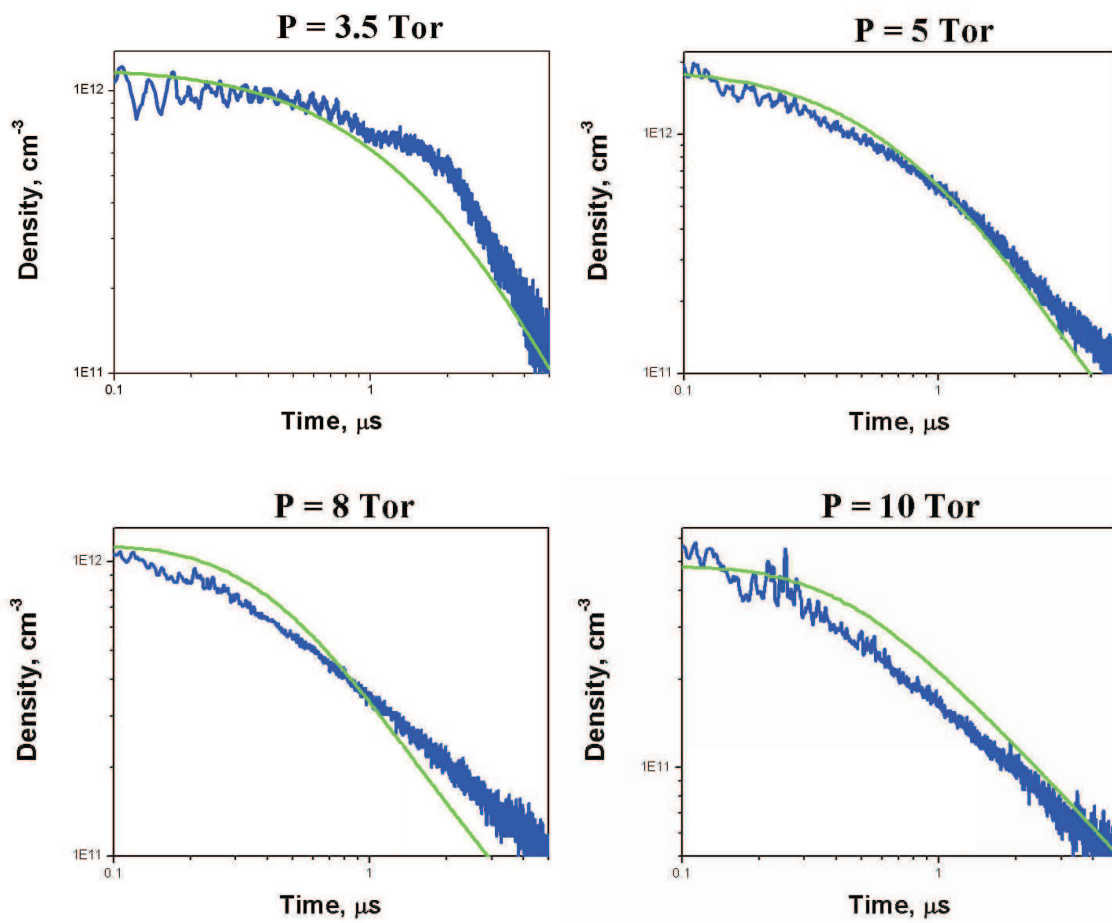 P = 3.5 Tor
1E12
1E11
Density, cm-3
0.1
1
Time, μs
P = 5 Tor
1E12
1E11
Density, cm-3
0.1
1
Time, μs
P = 8 Tor
1E12
1E11
Density, cm-3
0.1
1
Time, μs
P = 10 Tor
1E11
Density, cm-3
0.1
1
Time, μs